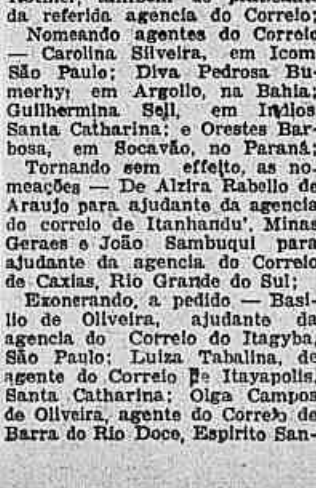 da referida agencia do Correio;
Nomeando agentes do Correio
— Carolina Silveira, em Icom
São Paulo; Diva Pedrosa Bu-
merhy, em Argollo, na Bahia;
Guilhermina Sell, em
Santa Catharina; e Orestes Bar-
bosa, em Socavão, no Paraná;
Tornando sem effeito, as no-
meações — De Alzira Rabello de
Araujo para ajudante da agencia
do correio de Itanhandu', Minas
Geraes e João Sambuqui para
ajudante da agencia do Correio
de Caxias, Rio Grande do Sul;
Exonerando, a pedido — Basi-
lio de Oliveira, ajudante da
agencia do Correio do Itagyba,
São Paulo; Luiza Tabalina, de
agente do Correio de Itayapolis,
Santa Catharina; Olga Campos
de Oliveira, agente do Correio de
Barra do Rio Doce, Espirito San-